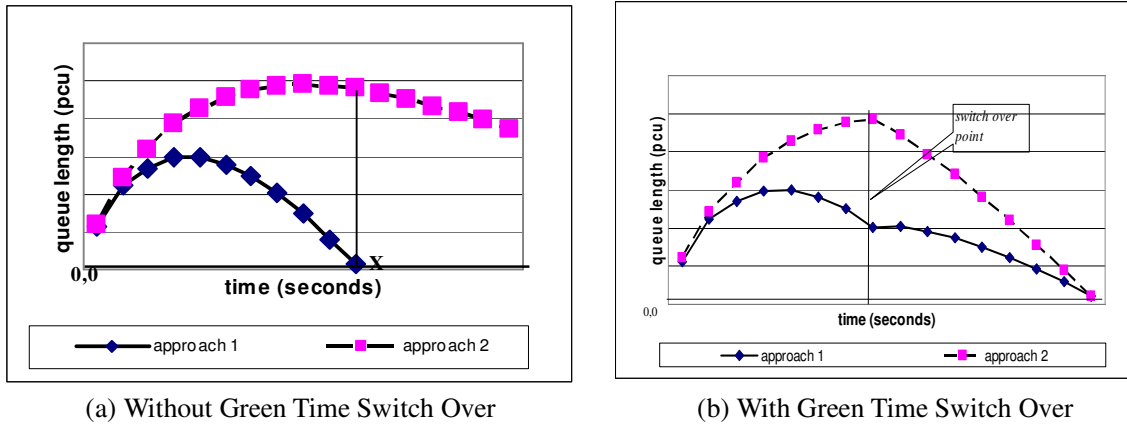 queue length (pcu)
X
0,0
time (seconds)
approach 1
approach 2
(a) Without Green Time Switch Over
queue length (pcu)
switch over
point
0,0
time (seconds)
approach 1
approach 2
(b) With Green Time Switch Over